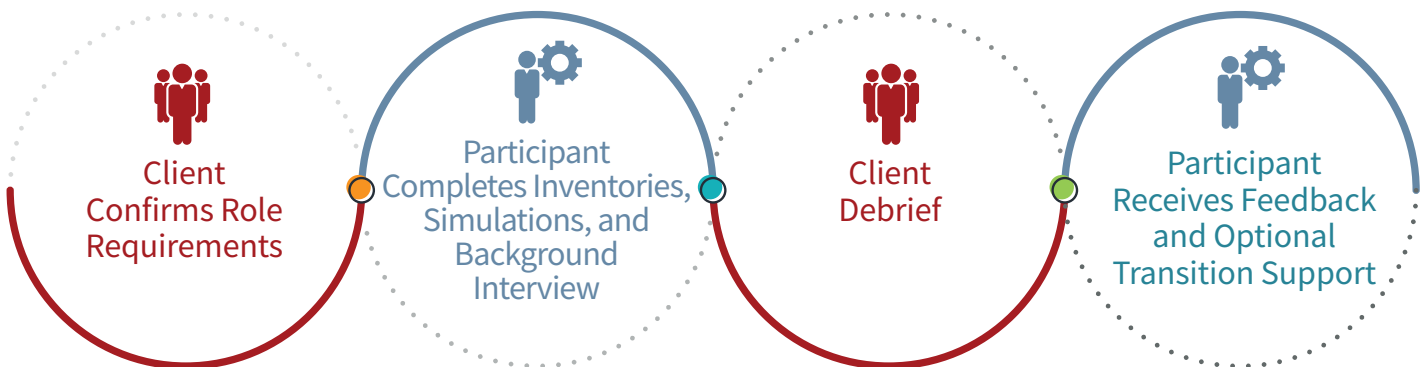 Client
Confirms Role
Requirements
Participant
Completes Inventories,
Simulations, and
Background
Interview
Client
Debrief
Participant
Receives Feedback
and Optional
Transition Support